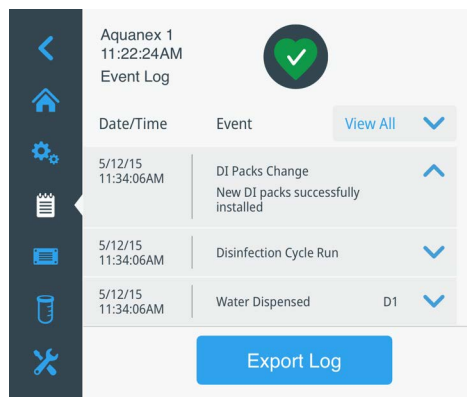 Aquanex 1
11:22:24AM
Event Log
Date/Time Event View All
5/12/15
11:34:06AM
DI Packs Change
New DI packs successfully
installed
5/12/15
11:34:06AM
Disinfection Cycle Run
5/12/15
11:34:06AM
Water Dispensed D1
Export Log